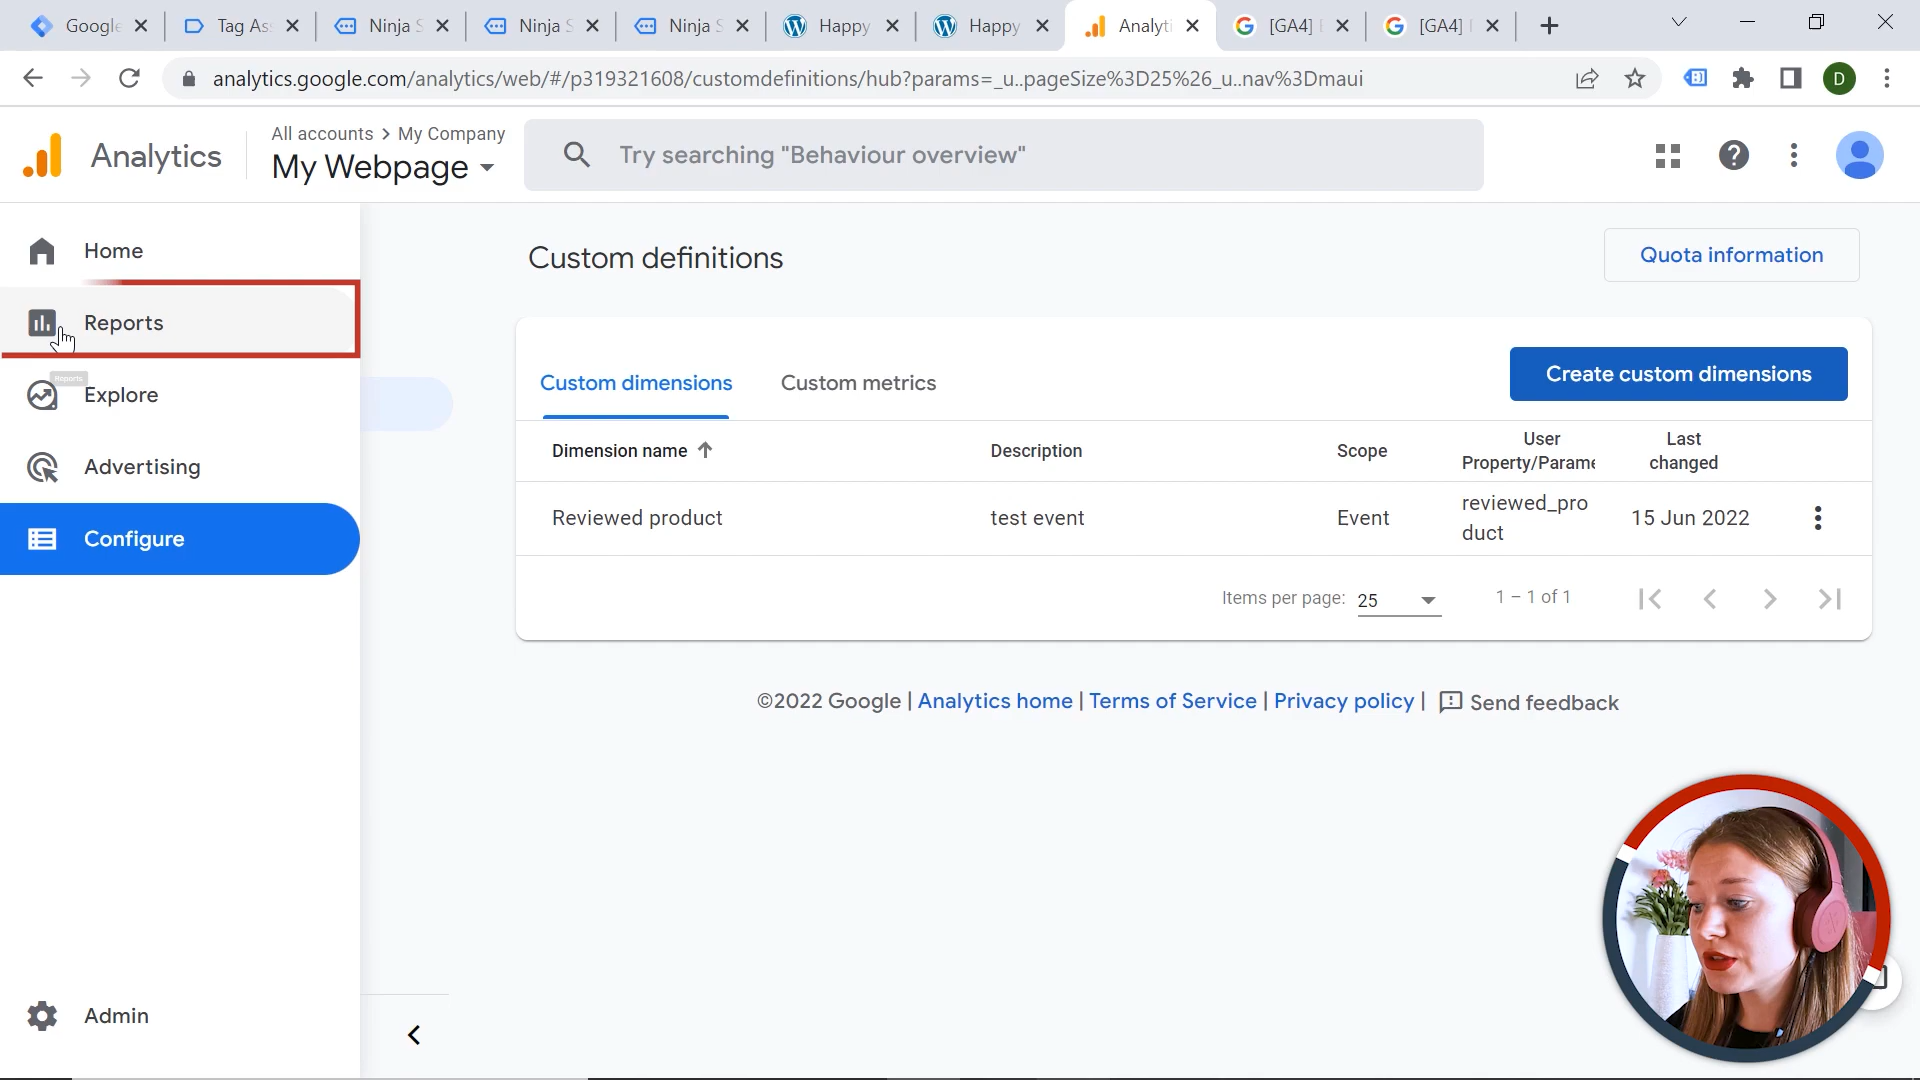 Google
Tag As
Ninja S
Ninja S
Ninja S
Happy
Happy
Analyti
[GA4]
[GA4]
analytics.google.com/analytics/web/#/p319321608/customdefinitions/hub?params=_u..pageSize%3D25%26_u..nav%3Dmaui
D
Analytics
All accounts > My Company
My Webpage
Try searching "Behaviour overview"
Home
Reports
Reports
Explore
Advertising
Configure
Admin
Custom definitions
Quota information
Custom dimensions
Custom metrics
Create custom dimensions
Dimension name
Description
Scope
User
Property/Parame
Last
changed
Reviewed product
test event
Event
reviewed_pro
duct
15 Jun 2022
Items per page:
25
1 – 1 of 1
©2022 Google | Analytics home | Terms of Service | Privacy policy | Send feedback